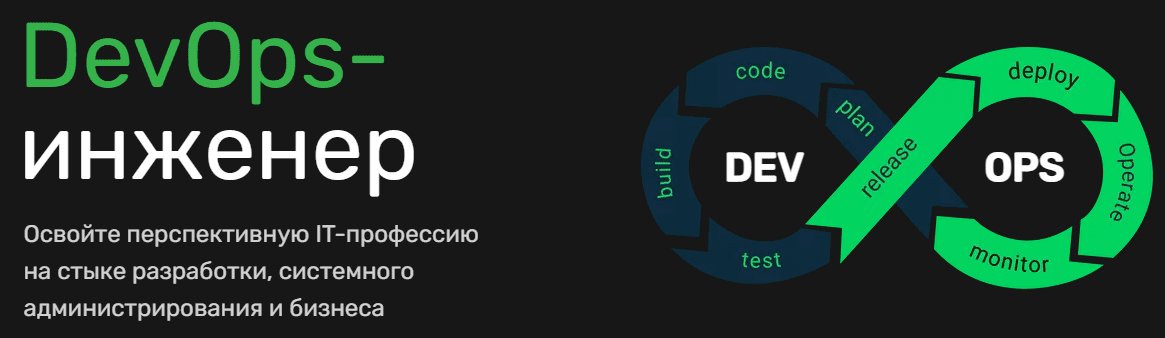 DevOps-
инженер
Освойте перспективную IT-профессию
на стыке разработки, системного
администрирования и бизнеса
code
plan
build
DEV
test
release
deploy
OPS
Operate
monitor